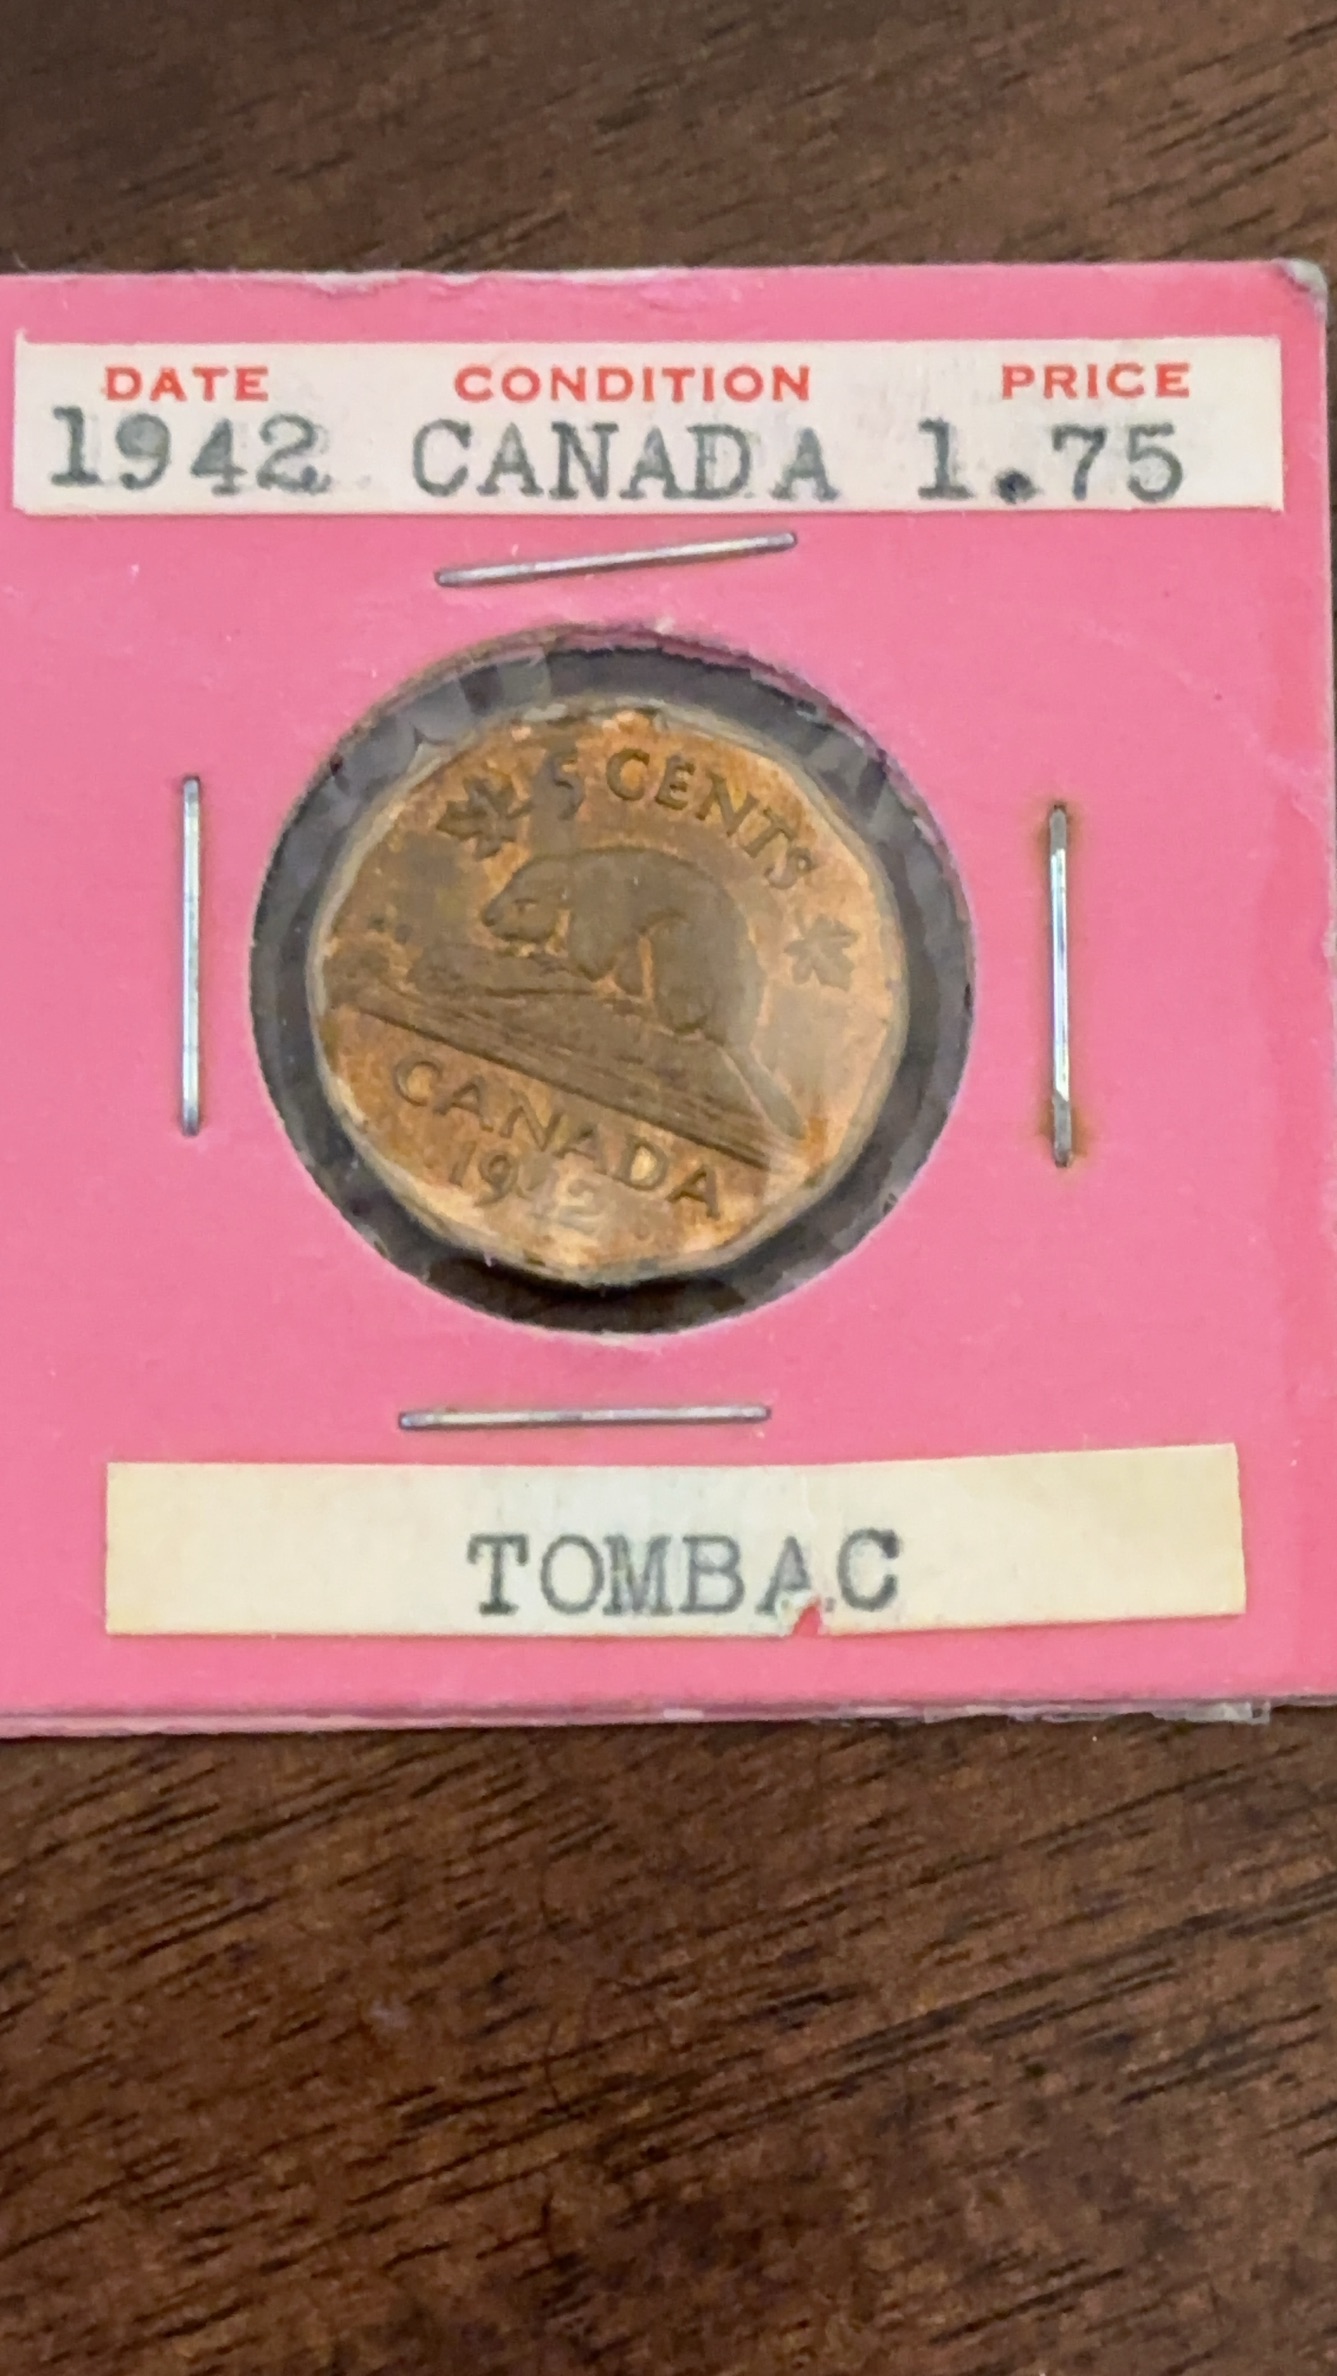 DATE CONDITION PRICE
1942 CANADA 1.75
5 CENTS
CANADA
1942
TOMBAC